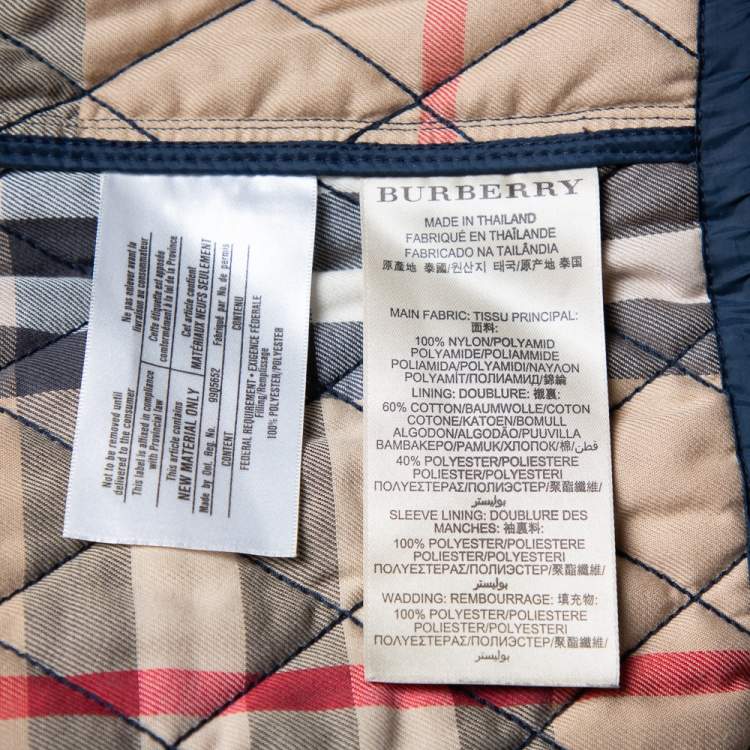 Not to be removed until
delivered to the consumer
Ne pas enlever avant la
livraison au consommateur
This label is affixed in compliance
with Provincial law
Cette étiquette est apposée
conformément à la loi de la Province
This article contains
NEW MATERIAL ONLY
Cet article contient
MATÉRIAUX NEUFS SEULEMENT
Made by Ont. Reg. No.
9905652
Fabriqué par No. de permis
CONTENT
CONTENU
FEDERAL REQUIREMENT • EXIGENCE FÉDÉRALE
Filling/Remblissage
100% POLYESTER/POLYESTER
BURBERRY
MADE IN THAILAND
FABRIQUÉ EN THAÏLANDE
FABRICADO NA TAILÂNDIA
原產地 泰國/원산지 태국/原产地 泰国
MAIN FABRIC: TISSU PRINCIPAL:
面料:
100% NYLON/POLYAMID
POLYAMIDE/POLIAMMIDE
POLIAMIDA/POLYAMIDI/ΝΑΥΛΟΝ
POLYAMIT/ПОЛИАМИД/錦綸
LINING: DOUBLURE: 襯裏:
60% COTTON/BAUMWOLLE/COTON
COTONE/KATOEN/BOMULL
ALGODON/ALGODÃO/PUUVILLA
ΒΑΜΒΑΚΕΡΟ/PAMUK/ХЛОПОК/棉/قطن
40% POLYESTER/POLIESTERE
POLIESTER/POLYESTERI
ΠΟΛΥΕΣΤΕΡΑΣ/ПОЛИЭСТЕР/聚酯纖維/
بوليستر
SLEEVE LINING: DOUBLURE DES
MANCHES: 袖裏料:
100% POLYESTER/POLIESTERE
POLIESTER/POLYESTERI
ΠΟΛΥΕΣΤΕΡΑΣ/ПОЛИЭСТЕР/聚酯纖維/
بوليستر
WADDING: REMBOURRAGE: 填充物:
100% POLYESTER/POLIESTERE
POLIESTER/POLYESTERI
ΠΟΛΥΕΣΤΕΡΑΣ/ПОЛИЭСТЕР/聚酯纖維/
بوليستر